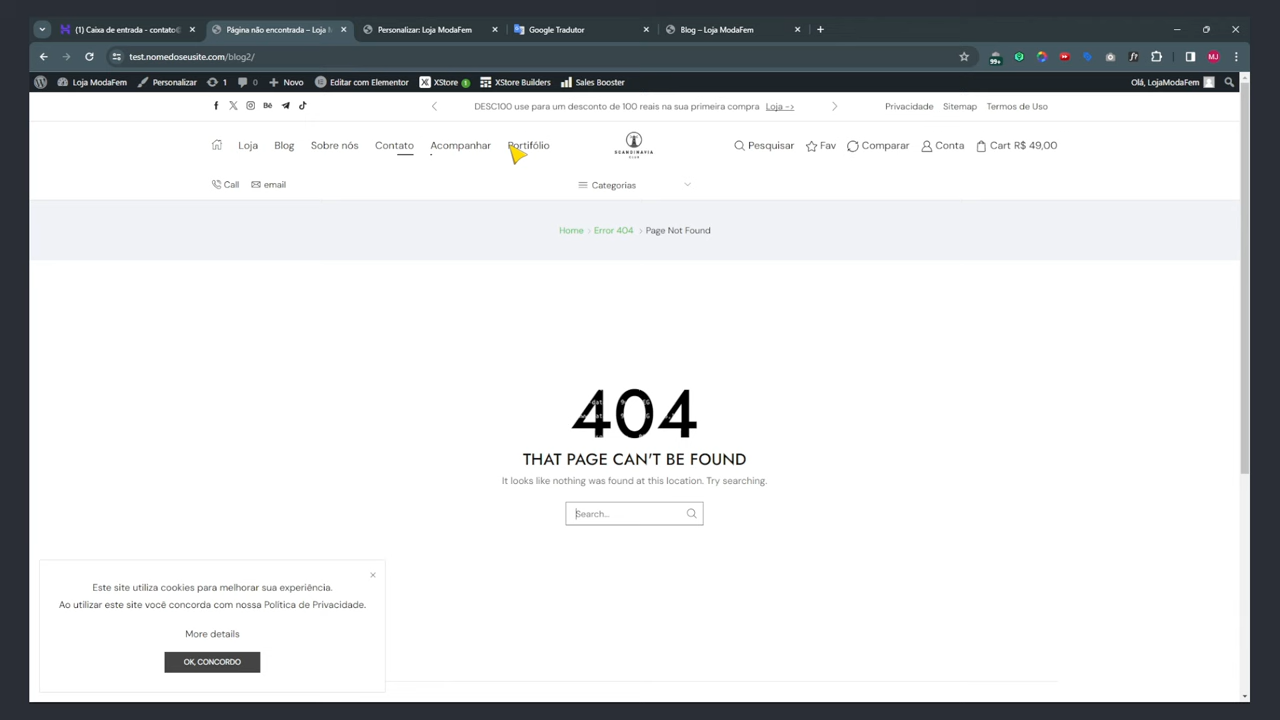 (1) Caixa de entrada - contato@
Página não encontrada – Loja M
Personalizar: Loja ModaFem
Google Tradutor
Blog – Loja ModaFem
test.nomedoseusite.com/blog2/
99+
MJ
Loja ModaFem
Personalizar
1
0
Novo
Editar com Elementor
XStore 1
XStore Builders
Sales Booster
Olá, LojaModaFem
DESC100 use para um desconto de 100 reais na sua primeira compra Loja ->
Privacidade
Sitemap
Termos de Uso
Loja
Blog
Sobre nós
Contato
Acompanhar
Portifólio
SCANDINAVIA
CLUB
Pesquisar
Fav
Comparar
Conta
Cart R$ 49,00
Call
email
Categorias
Home > Error 404 > Page Not Found
404
THAT PAGE CAN'T BE FOUND
It looks like nothing was found at this location. Try searching.
Search...
Este site utiliza cookies para melhorar sua experiência.
Ao utilizar este site você concorda com nossa Política de Privacidade.
More details
OK, CONCORDO